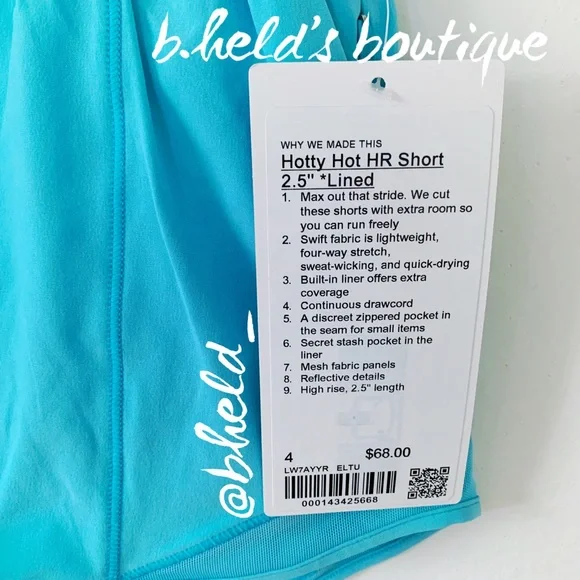 b.held's boutique
WHY WE MADE THIS
Hotty Hot HR Short
2.5" *Lined
1. Max out that stride. We cut
these shorts with extra room so
you can run freely
2. Swift fabric is lightweight,
four-way stretch,
sweat-wicking, and quick-drying
3. Built-in liner offers extra
coverage
4. Continuous drawcord
5. A discreet zippered pocket in
the seam for small items
6. Secret stash pocket in the
liner
7. Mesh fabric panels
8. Reflective details
9. High rise, 2.5" length
4 $68.00
LW7AYYR ELTU
000143425668
@bheld_